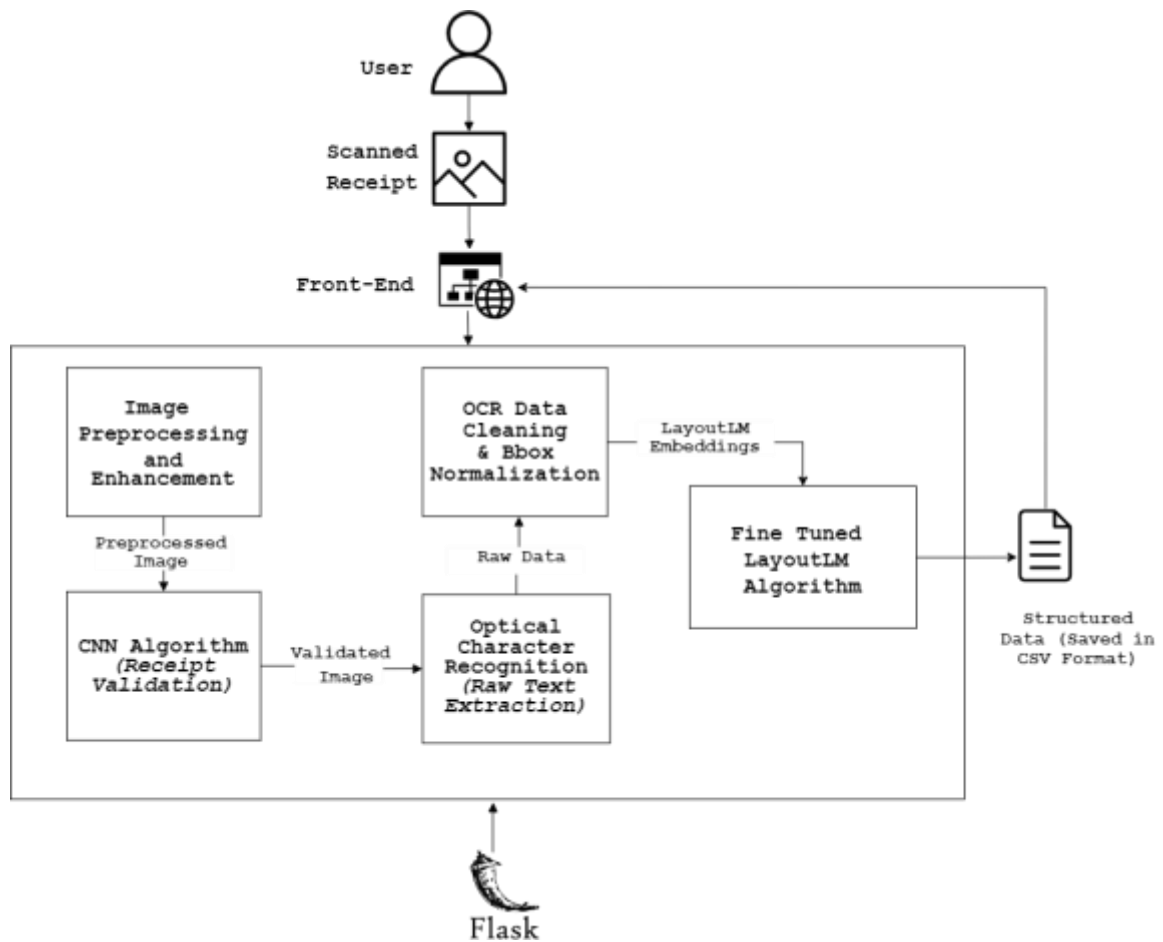 User
Scanned
Receipt
Front-End
Image
Preprocessing
and
Enhancement
Preprocessed
Image
CNN Algorithm
(Receipt
Validation)
Validated
Image
Optical
Character
Recognition
(Raw Text
Extraction)
Raw Data
OCR Data
Cleaning
& Bbox
Normalization
LayoutLM
Embeddings
Fine Tuned
LayoutLM
Algorithm
Structured
Data (Saved in
CSV Format)
Flask